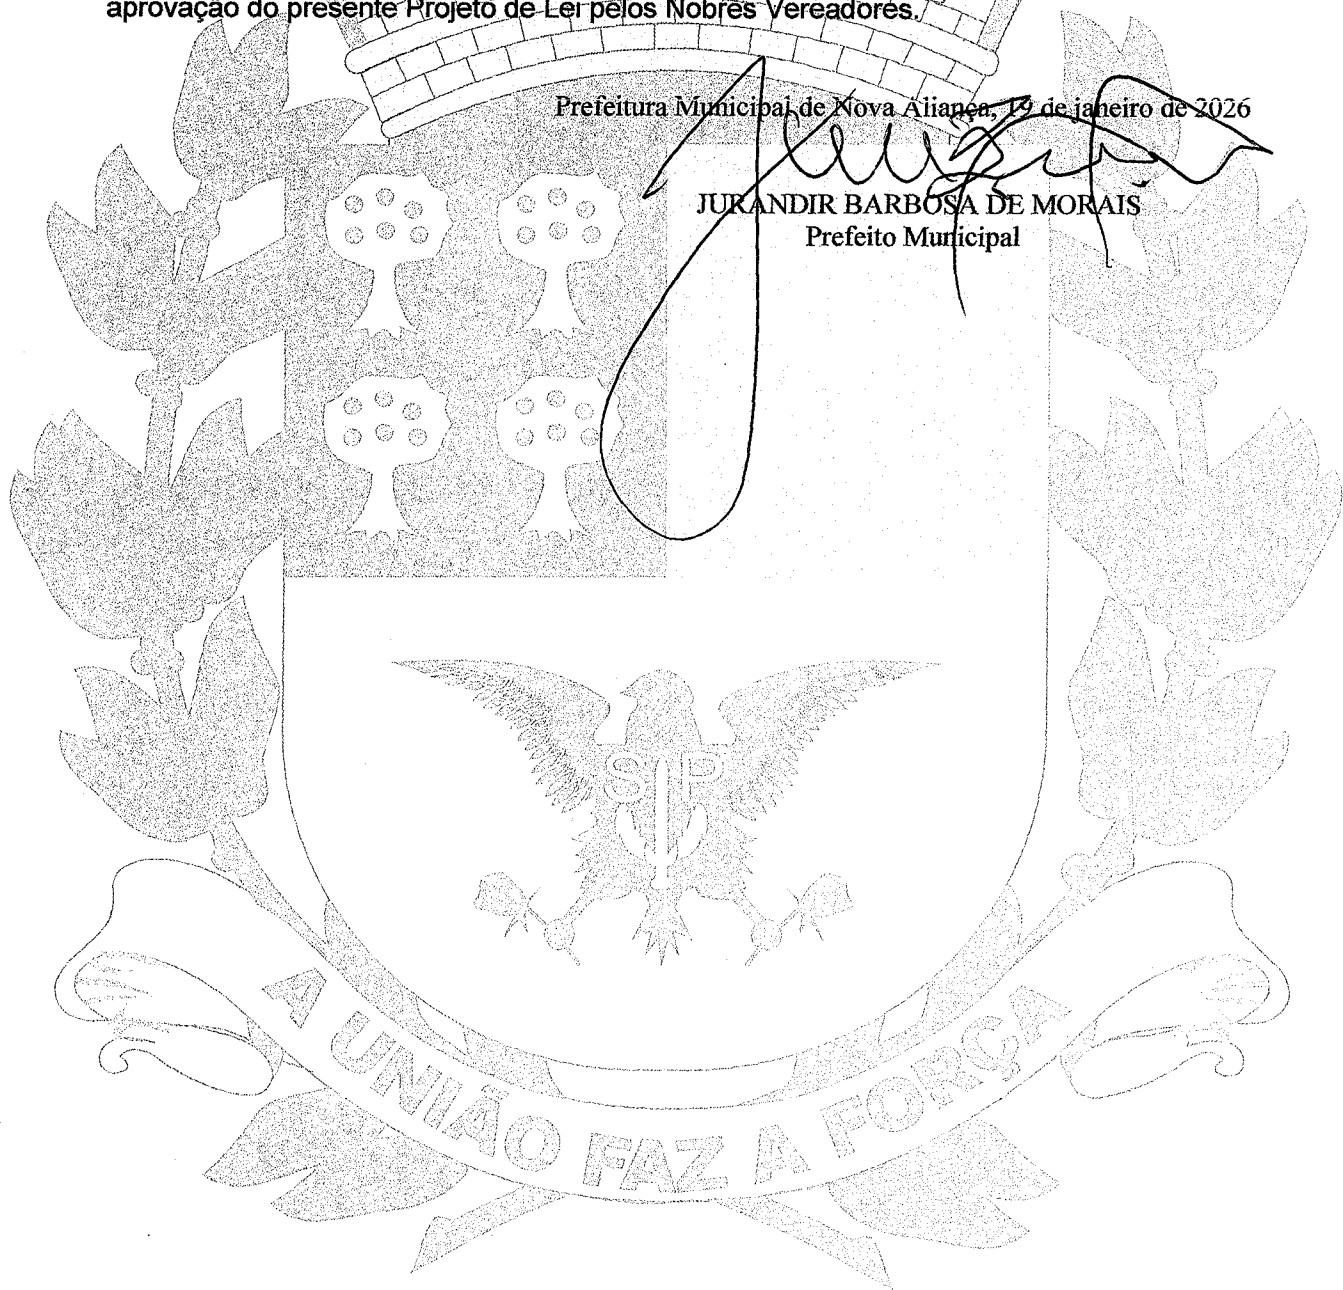 aprovação do presente Projeto de Lei pelos Nobres Vereadores.
Prefeitura Municipal de Nova Aliança, 19 de janeiro de 2026
JURANDIR BARBOSA DE MORAIS
Prefeito Municipal
SP
A UNIÃO FAZ A FORÇA